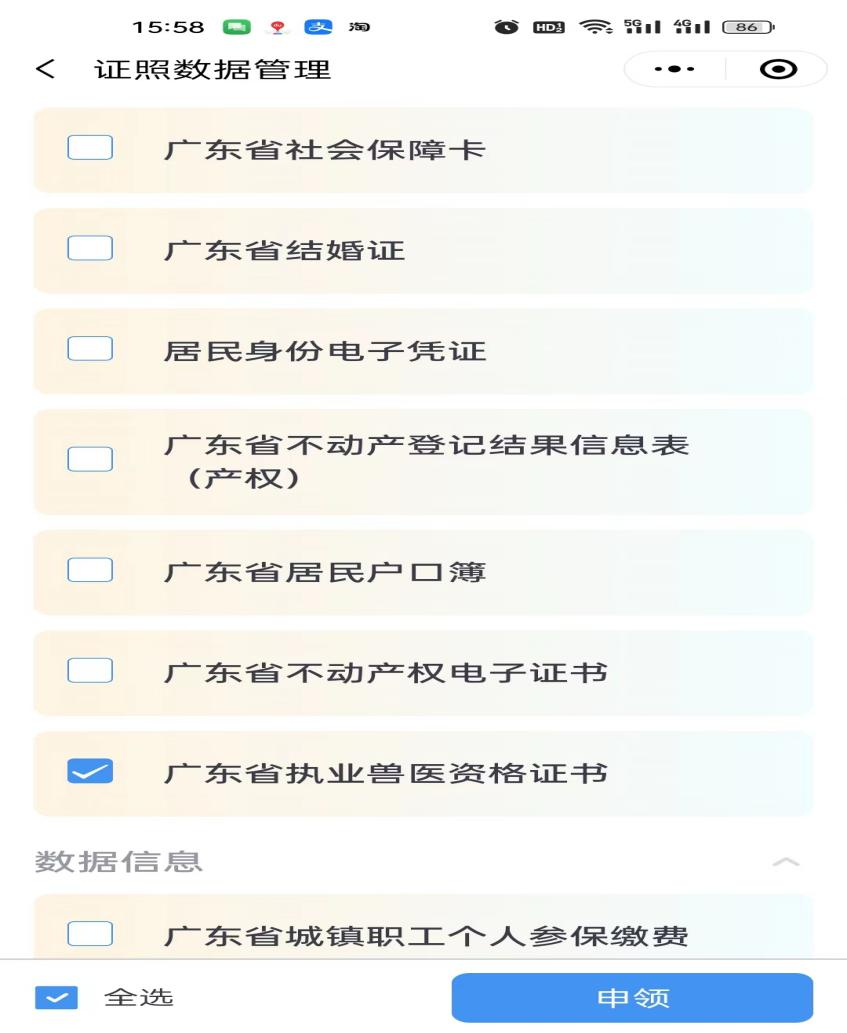 15:58 淘 HD 5G 4G 86
证照数据管理
广东省社会保障卡
广东省结婚证
居民身份电子凭证
广东省不动产登记结果信息表
（产权）
广东省居民户口簿
广东省不动产权电子证书
广东省执业兽医资格证书
数据信息
广东省城镇职工个人参保缴费
全选 申领